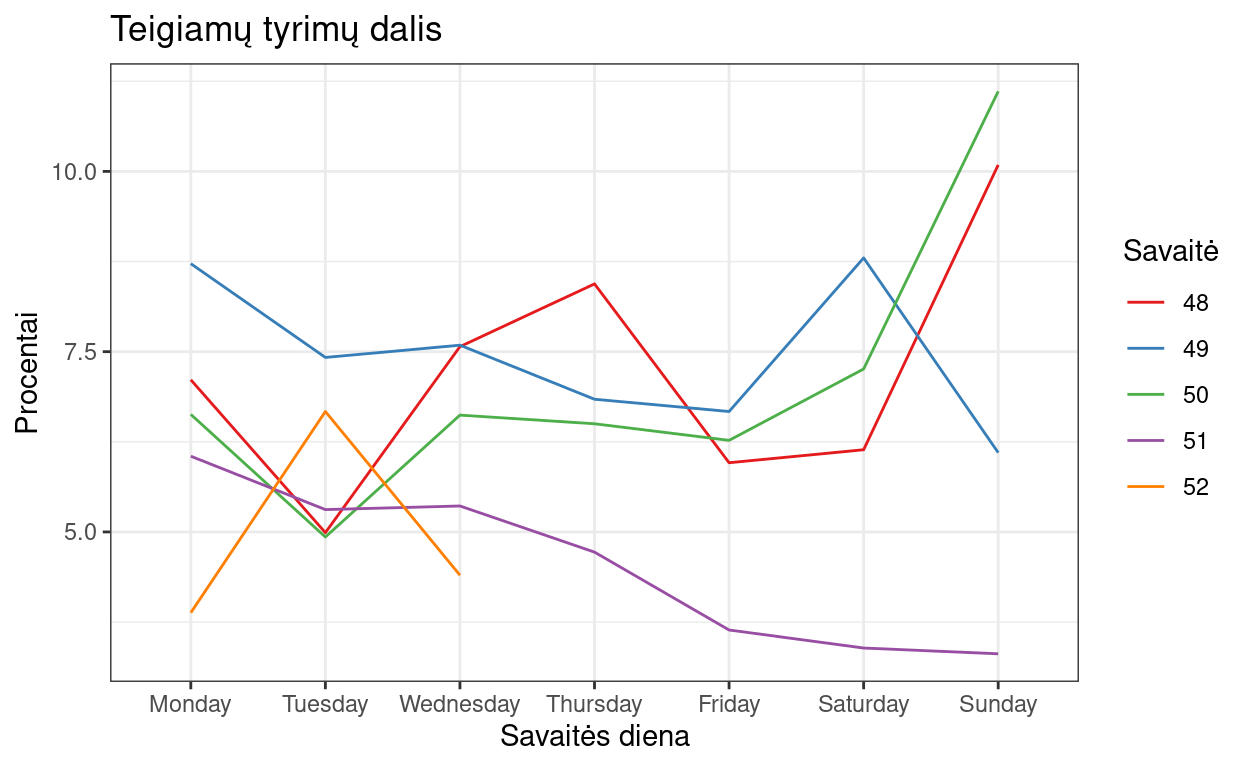 Teigiamų tyrimų dalis
Procentai
10.0
7.5
5.0
Monday Tuesday Wednesday Thursday Friday Saturday Sunday
Savaitės diena
Savaitė
48
49
50
51
52